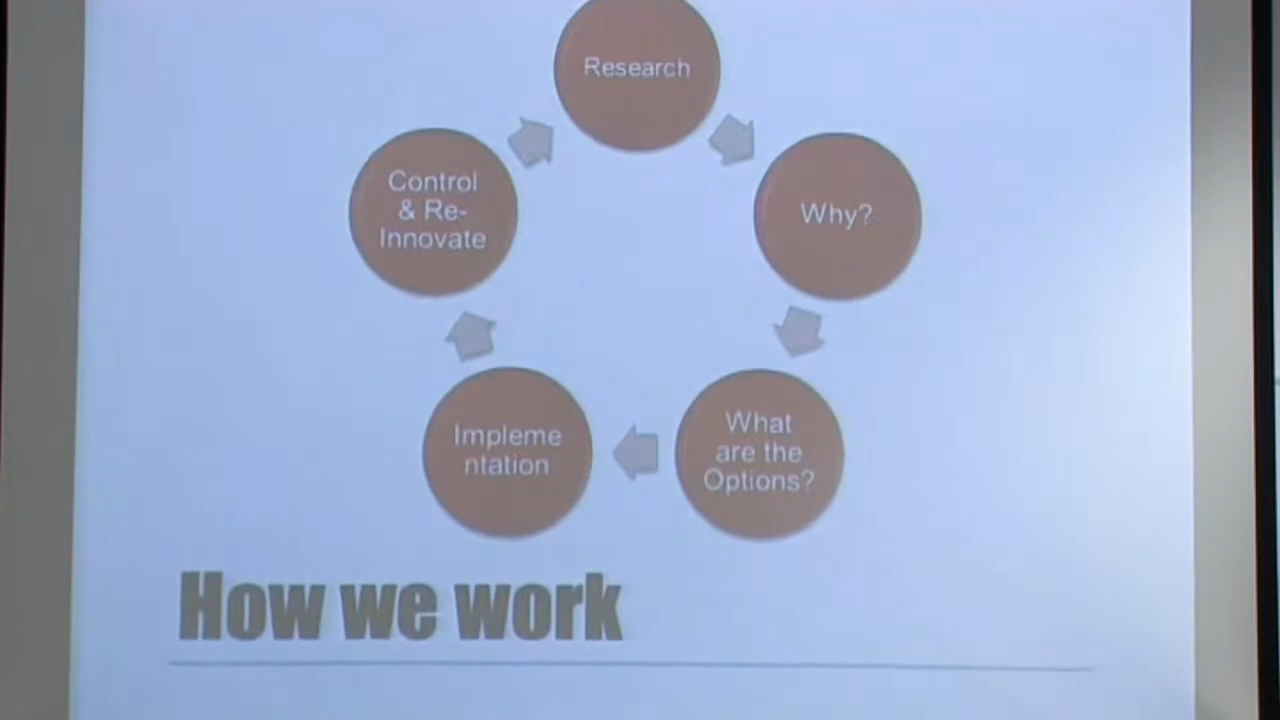 Research
Why?
What
are the
Options?
Impleme
ntation
Control
& Re-
Innovate
How we work